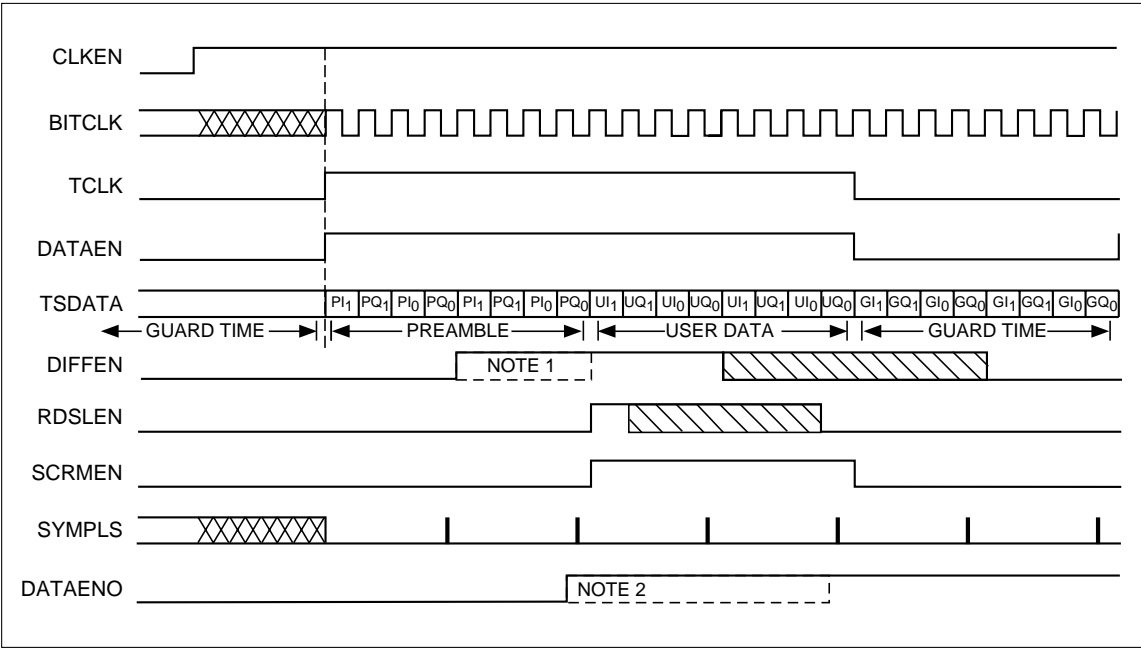 CLKEN
BITCLK
TCLK
DATAEN
TSDATA PI1 PQ1 PI0 PQ0 PI1 PQ1 PI0 PQ0 UI1 UQ1 UI0 UQ0 UI1 UQ1 UI0 UQ0 GI1 GQ1 GI0 GQ0 GI1 GQ1 GI0 GQ0
GUARD TIME PREAMBLE USER DATA GUARD TIME
DIFFEN NOTE 1
RDSLEN
SCRMEN
SYMPLS
DATAENO NOTE 2